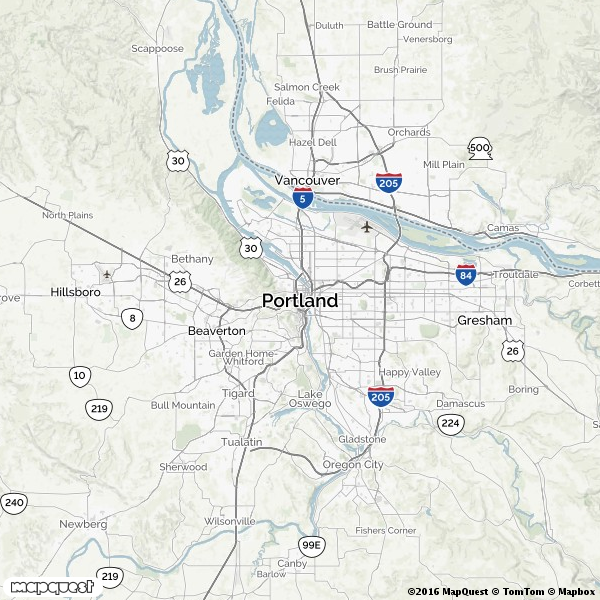 Duluth
Battle Ground
Venersborg
Scappoose
Brush Prairie
Salmon Creek
Felida
Orchards
Hazel Dell
500
Mill Plain
30
Vancouver
205
5
North Plains
Camas
30
Bethany
84
Troutdale
26
Corbett
Hillsboro
Portland
8
Gresham
Beaverton
Garden Home-
Whitford
26
10
Happy Valley
Tigard
Lake
Oswego
205
Boring
219
Bull Mountain
Damascus
224
Tualatin
Gladstone
Sherwood
Oregon City
240
Newberg
Wilsonville
Fishers Corner
99E
Canby
219
Barlow
mapquest
©2016 MapQuest © TomTom © Mapbox